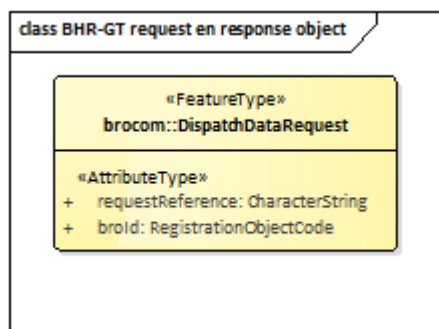 class BHR-GT request en response object
«FeatureType»
brocom::DispatchDataRequest
«AttributeType»
+ requestReference: CharacterString
+ broId: RegistrationObjectCode